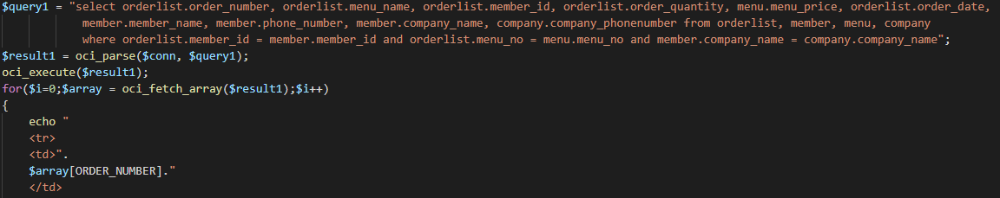 $query1 = "select orderlist.order_number, orderlist.menu_name, orderlist.member_id, orderlist.order_quantity, menu.menu_price, orderlist.order_date,
member.member_name, member.phone_number, member.company_name, company.company_phonenumber from orderlist, member, menu, company
where orderlist.member_id = member.member_id and orderlist.menu_no = menu.menu_no and member.company_name = company.company_name";
$result1 = oci_parse($conn, $query1);
oci_execute($result1);
for($i=0;$array = oci_fetch_array($result1);$i++)
{
echo "
<tr>
<td>".
$array[ORDER_NUMBER]."
</td>